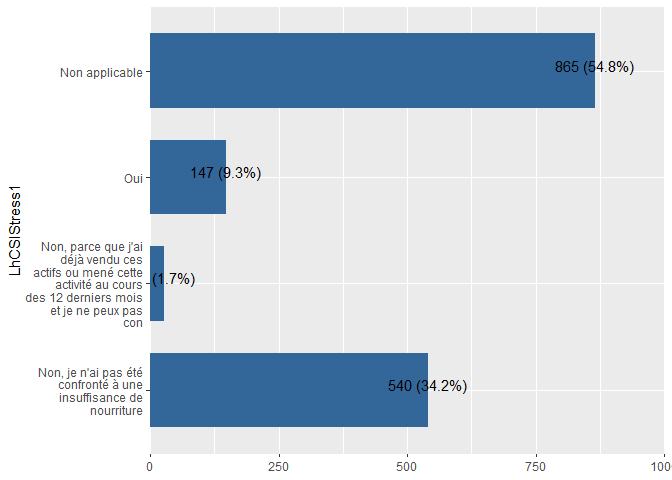 LhCSIStress1
Non applicable
865 (54.8%)
Oui
147 (9.3%)
Non, parce que j'ai
déjà vendu ces
actifs ou mené cette
activité au cours
des 12 derniers mois
et je ne peux pas
con
(1.7%)
Non, je n'ai pas été
confronté à une
insuffisance de
nourriture
540 (34.2%)
0 250 500 750 100